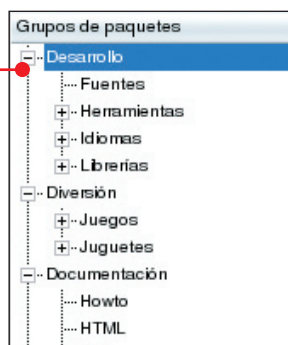 Grupos de paquetes
Desarrollo
Fuentes
Herramientas
Idiomas
Librerías
Diversión
Juegos
Juguetes
Documentación
Howto
HTML